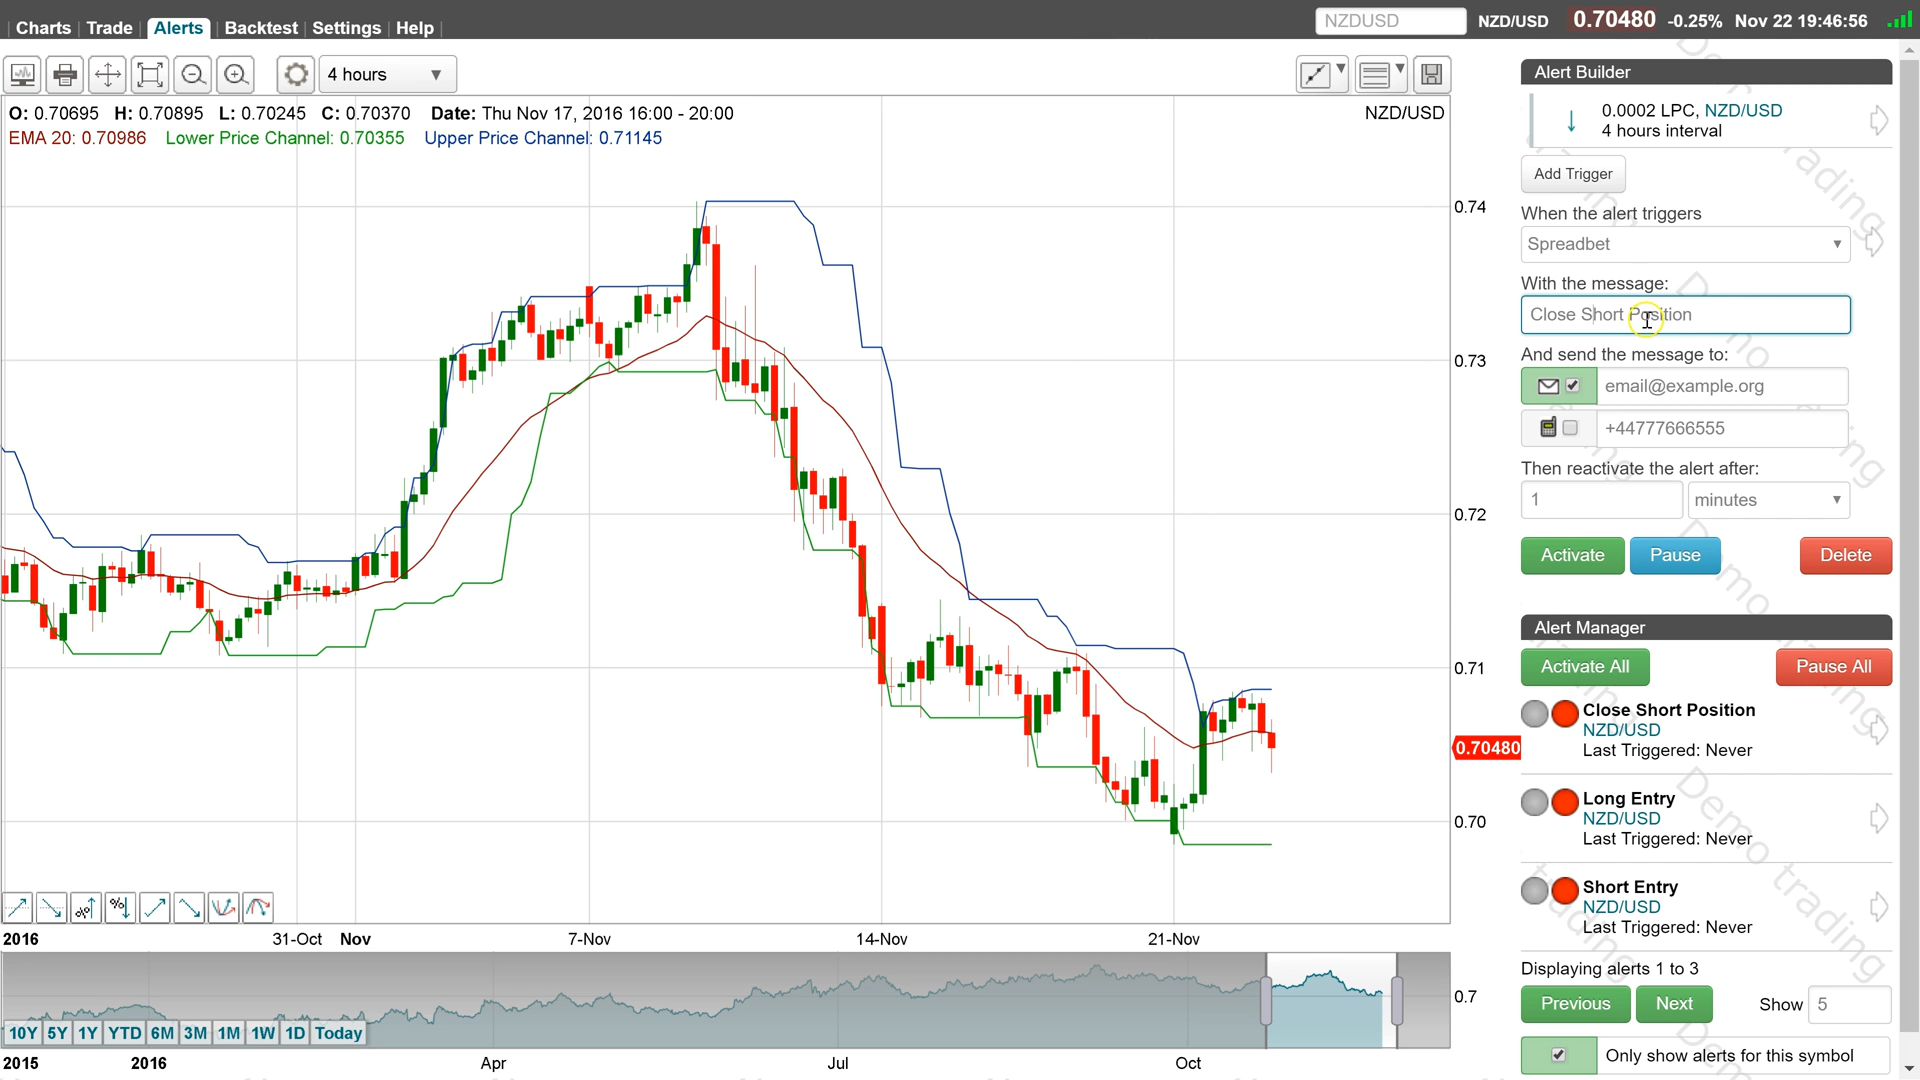 Charts Trade Alerts Backtest Settings Help
NZDUSD NZD/USD 0.70480 -0.25% Nov 22 19:46:56
4 hours
O: 0.70695 H: 0.70895 L: 0.70245 C: 0.70370 Date: Thu Nov 17, 2016 16:00 - 20:00 NZD/USD
EMA 20: 0.70986 Lower Price Channel: 0.70355 Upper Price Channel: 0.71145
0.74
0.73
0.72
0.71
0.70480
0.70
2016 31-Oct Nov 7-Nov 14-Nov 21-Nov
0.7
10Y 5Y 1Y YTD 6M 3M 1M 1W 1D Today
2015 2016 Apr Jul Oct
Alert Builder
0.0002 LPC, NZD/USD
4 hours interval
Add Trigger
When the alert triggers
Spreadbet
With the message:
Close Short Position
And send the message to:
email@example.org
+44777666555
Then reactivate the alert after:
1 minutes
Activate Pause Delete
Alert Manager
Activate All Pause All
Close Short Position
NZD/USD
Last Triggered: Never
Long Entry
NZD/USD
Last Triggered: Never
Short Entry
NZD/USD
Last Triggered: Never
Displaying alerts 1 to 3
Previous Next Show 5
Only show alerts for this symbol
Demo trading